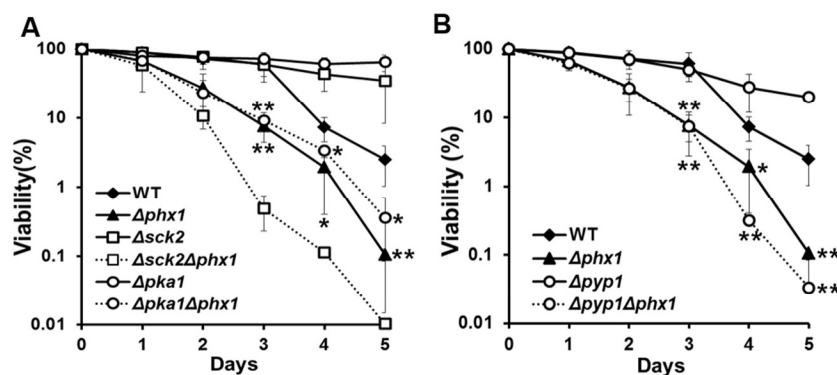 A
Viability(%)
100
10
1
0.1
0.01
WT
Δphx1
Δsck2
Δsck2Δphx1
Δpka1
Δpka1Δphx1
**
**
*
*
*
**
0 1 2 3 4 5
Days
B
Viability (%)
100
10
1
0.1
0.01
WT
Δphx1
Δpyp1
Δpyp1Δphx1
**
**
*
**
**
**
0 1 2 3 4 5
Days